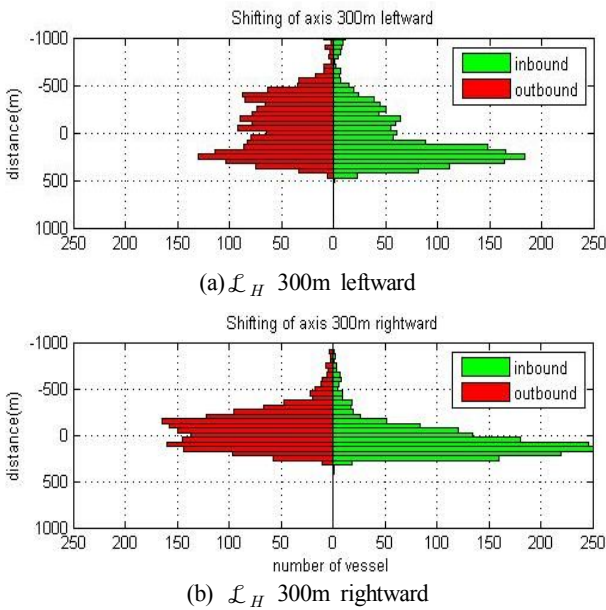 Shifting of axis 300m leftward
-1000
-500
0
500
1000
distance(m)
inbound
outbound
250 200 150 100 50 0 50 100 150 200 250
(a) ℒ_H 300m leftward
Shifting of axis 300m rightward
-1000
-500
0
500
1000
distance(m)
inbound
outbound
250 200 150 100 50 0 50 100 150 200 250
number of vessel
(b) ℒ_H 300m rightward